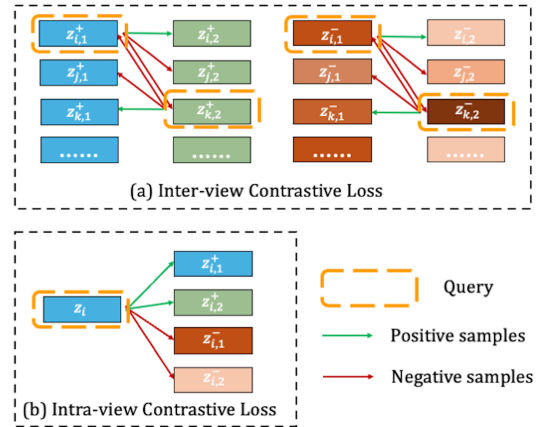 z⁺ᵢ,₁ z⁺ᵢ,₂ z⁻ᵢ,₁ z⁻ᵢ,₂
z⁺ⱼ,₁ z⁺ⱼ,₂ z⁻ⱼ,₁ z⁻ⱼ,₂
z⁺ₖ,₁ z⁺ₖ,₂ z⁻ₖ,₁ z⁻ₖ,₂
...... ...... ...... ......
(a) Inter-view Contrastive Loss
zᵢ
z⁺ᵢ,₁
z⁺ᵢ,₂
z⁻ᵢ,₁
z⁻ᵢ,₂
(b) Intra-view Contrastive Loss
Query
Positive samples
Negative samples